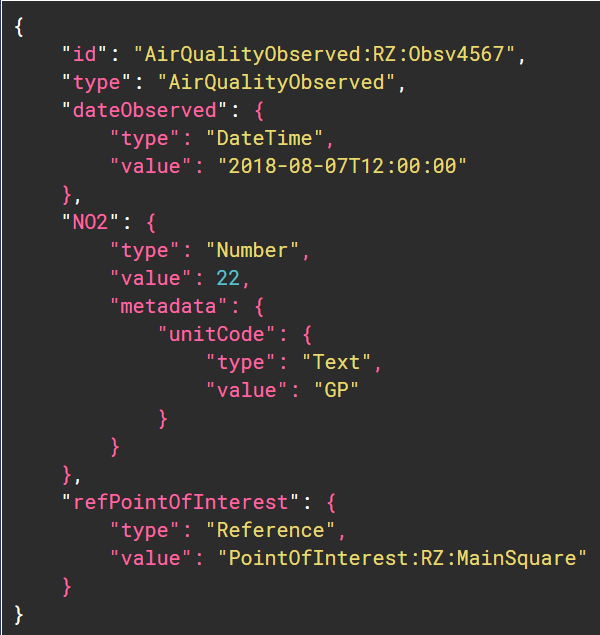 {
    "id": "AirQualityObserved:RZ:Obsv4567",
    "type": "AirQualityObserved",
    "dateObserved": {
        "type": "DateTime",
        "value": "2018-08-07T12:00:00"
    },
    "NO2": {
        "type": "Number",
        "value": 22,
        "metadata": {
            "unitCode": {
                "type": "Text",
                "value": "GP"
            }
        }
    },
    "refPointOfInterest": {
        "type": "Reference",
        "value": "PointOfInterest:RZ:MainSquare"
    }
}